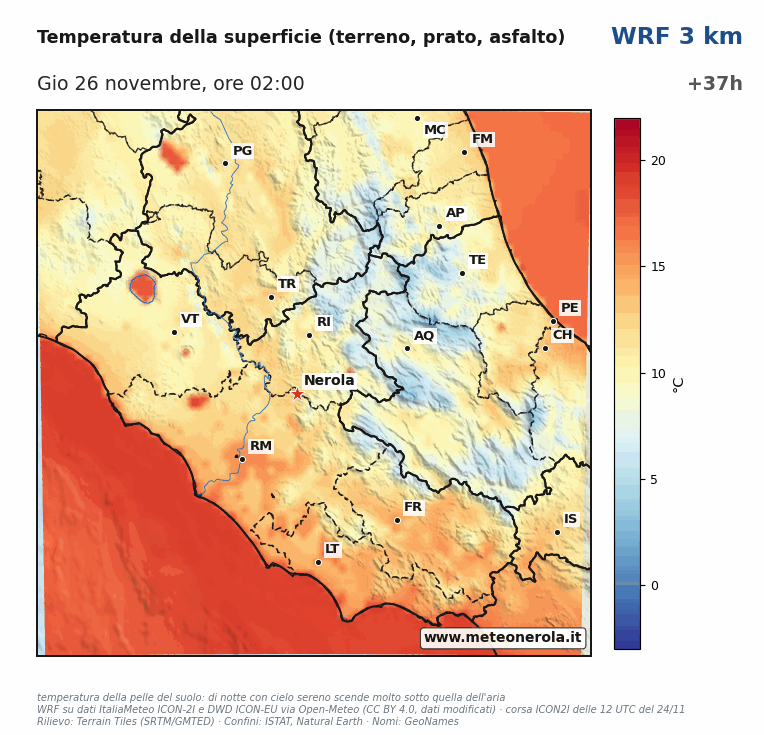 Temperatura della superficie (terreno, prato, asfalto)
WRF 3 km
Gio 26 novembre, ore 02:00
+37h
MC
FM
PG
AP
TE
TR
PE
VT
RI
CH
AQ
Nerola
RM
FR
IS
LT
www.meteonerola.it
20
15
10
5
0
°C
temperatura della pelle del suolo: di notte con cielo sereno scende molto sotto quella dell'aria
WRF su dati ItaliaMeteo ICON-2I e DWD ICON-EU via Open-Meteo (CC BY 4.0, dati modificati) · corsa ICON2I delle 12 UTC del 24/11
Rilievo: Terrain Tiles (SRTM/GMTED) · Confini: ISTAT, Natural Earth · Nomi: GeoNames